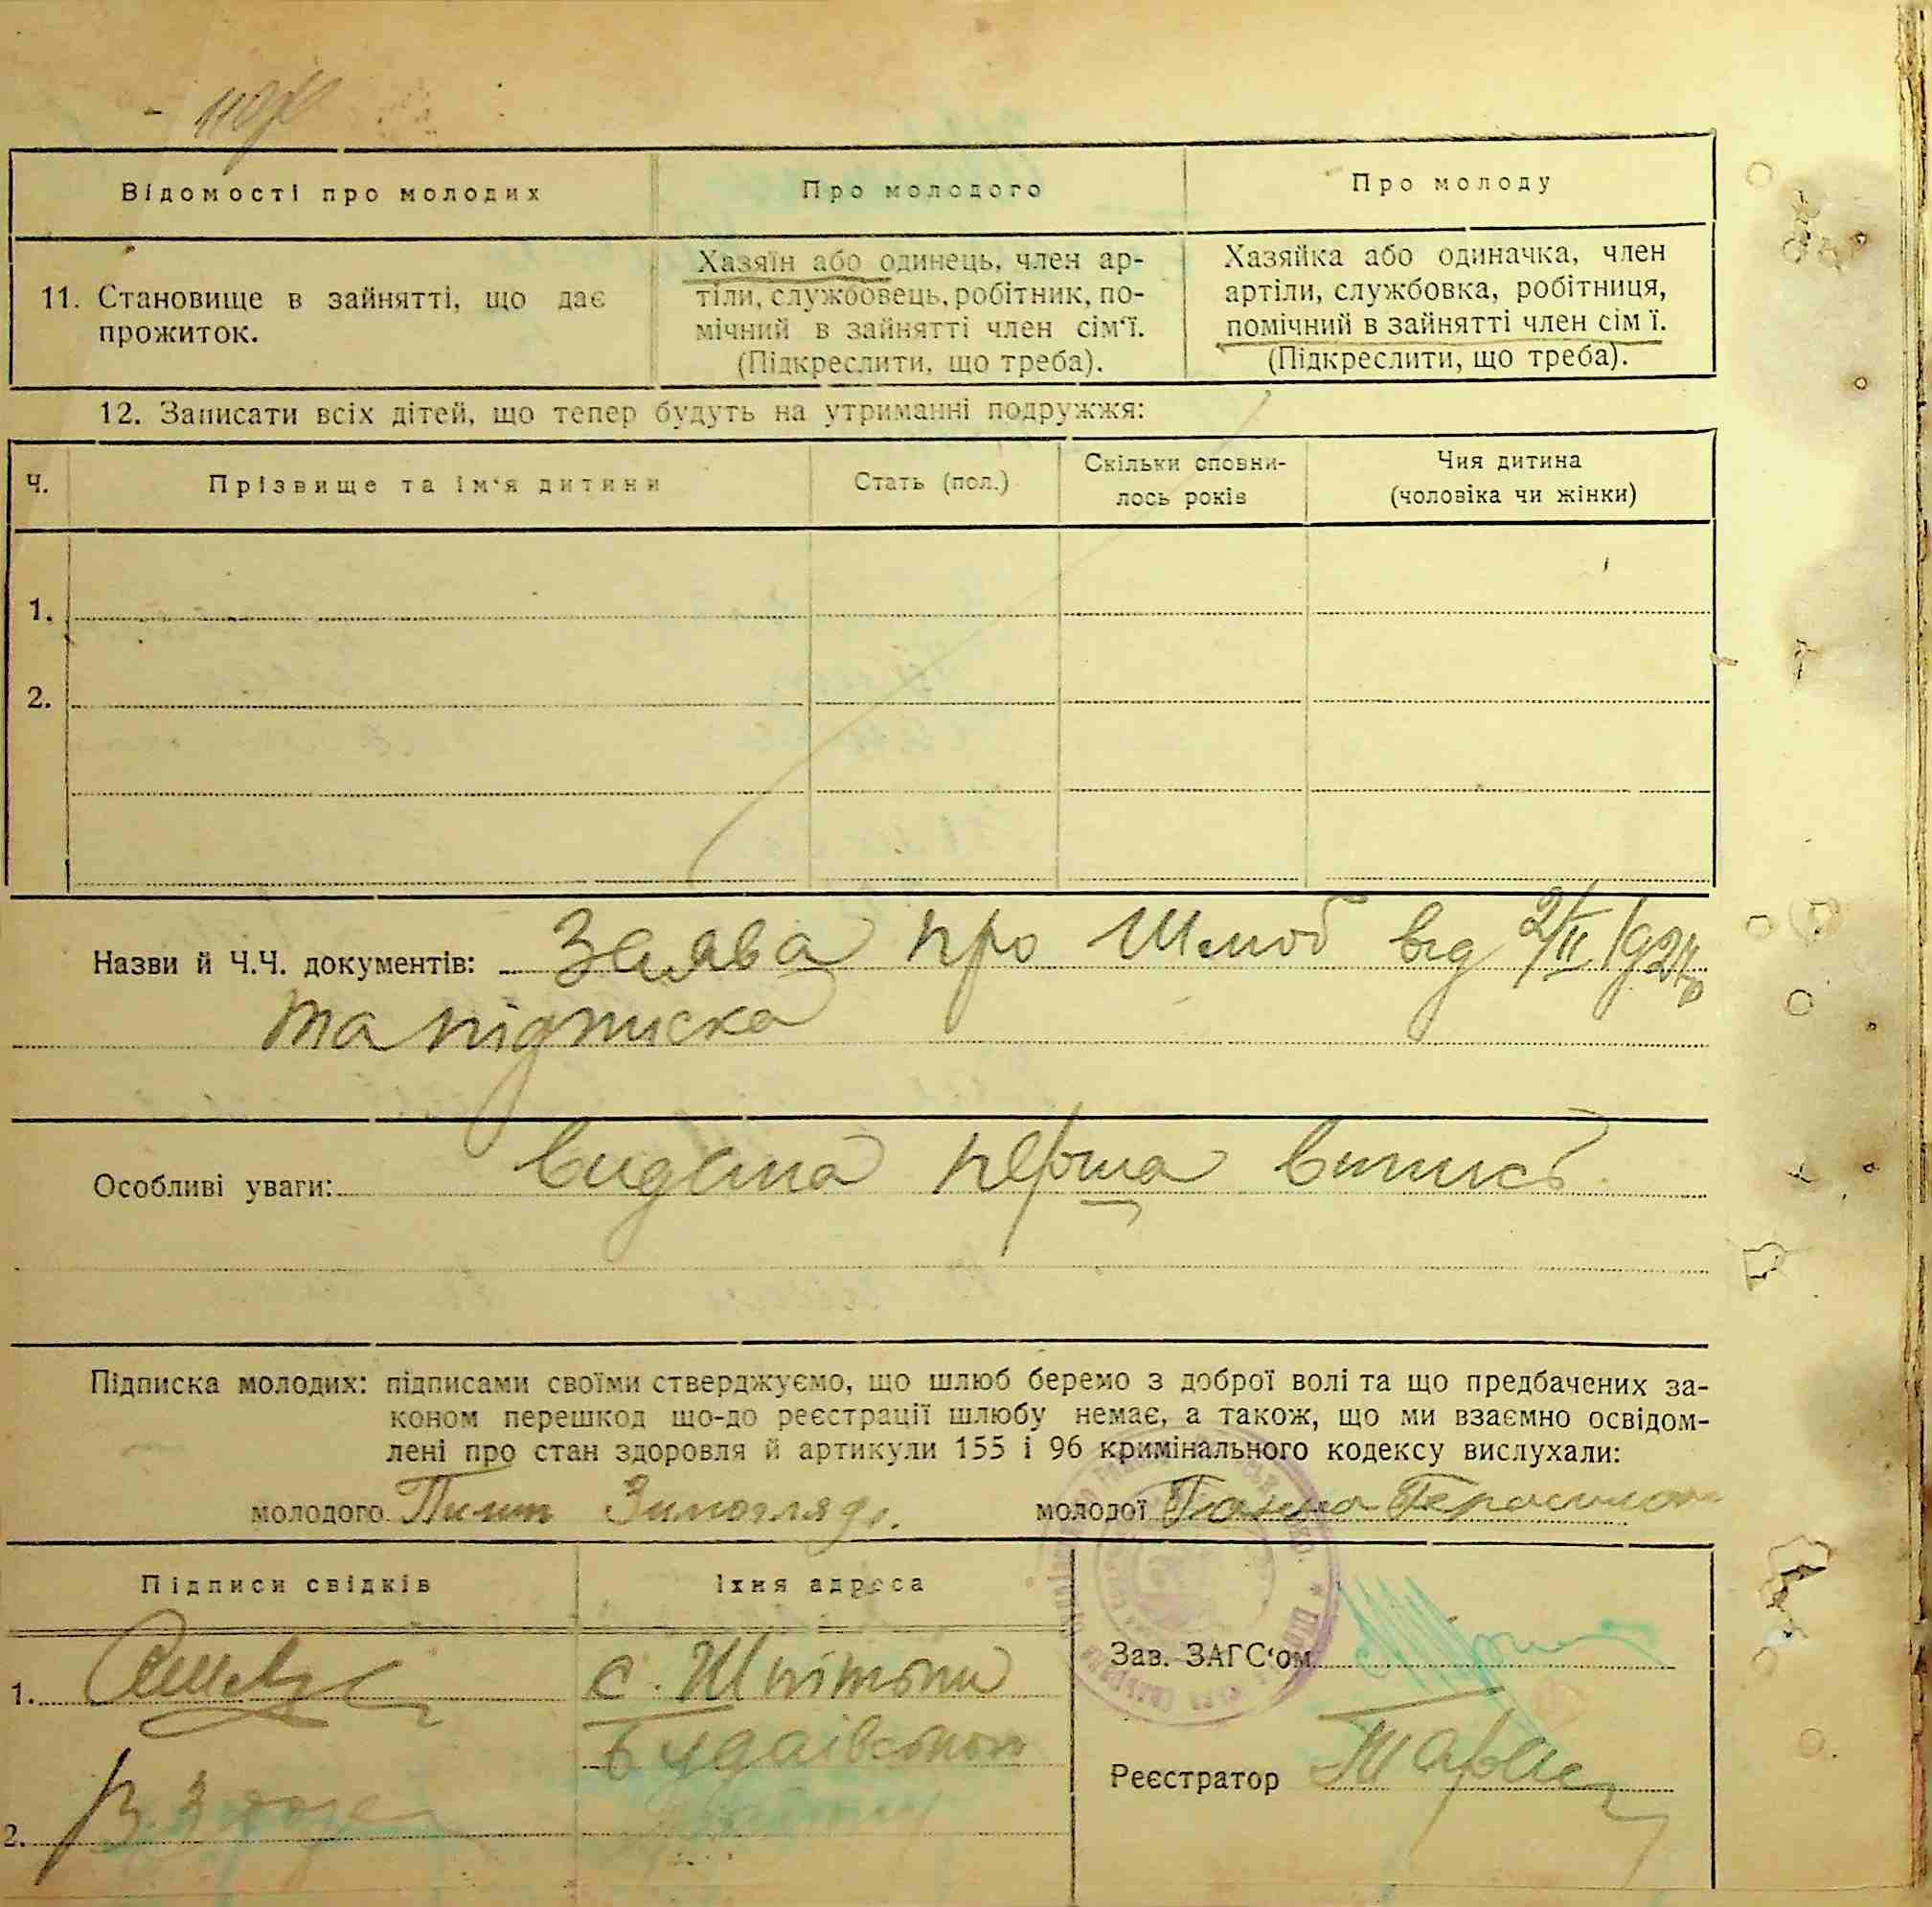 Відомості про молодих
Про молодого
Про молоду
11. Становище в зайнятті, що дає
прожиток.
Хазяїн або одинець, член ар-
тіли, службовець, робітник, по-
мічний в зайнятті член сім'ї.
(Підкреслити, що треба).
Хазяйка або одиначка, член
артіли, службовка, робітниця,
помічний в зайнятті член сім ї.
(Підкреслити, що треба).
12. Записати всіх дітей, що тепер будуть на утриманні подружжя:
Ч.
Прізвище та ім'я дитини
Стать (пол.)
Скільки сповни-
лось років
Чия дитина
(чоловіка чи жінки)
1.
2.
Назви й Ч.Ч. документів: Заява про Шлюб від 2/II
та підписка
Особливі уваги: видана перша випись
Підписка молодих: підписами своїми стверджуємо, що шлюб беремо з доброї волі та що предбачених за-
коном перешкод що-до реєстрації шлюбу немає, а також, що ми взаємно освідом-
лені про стан здоровля й артикули 155 і 96 кримінального кодексу вислухали:
молодого Пилип Зимогляд молодої Ганна
Підписи свідків
Їхня адреса
1.
с. Шпітьки
Будаївського
2.
Зав. ЗАГС'ом
Реєстратор